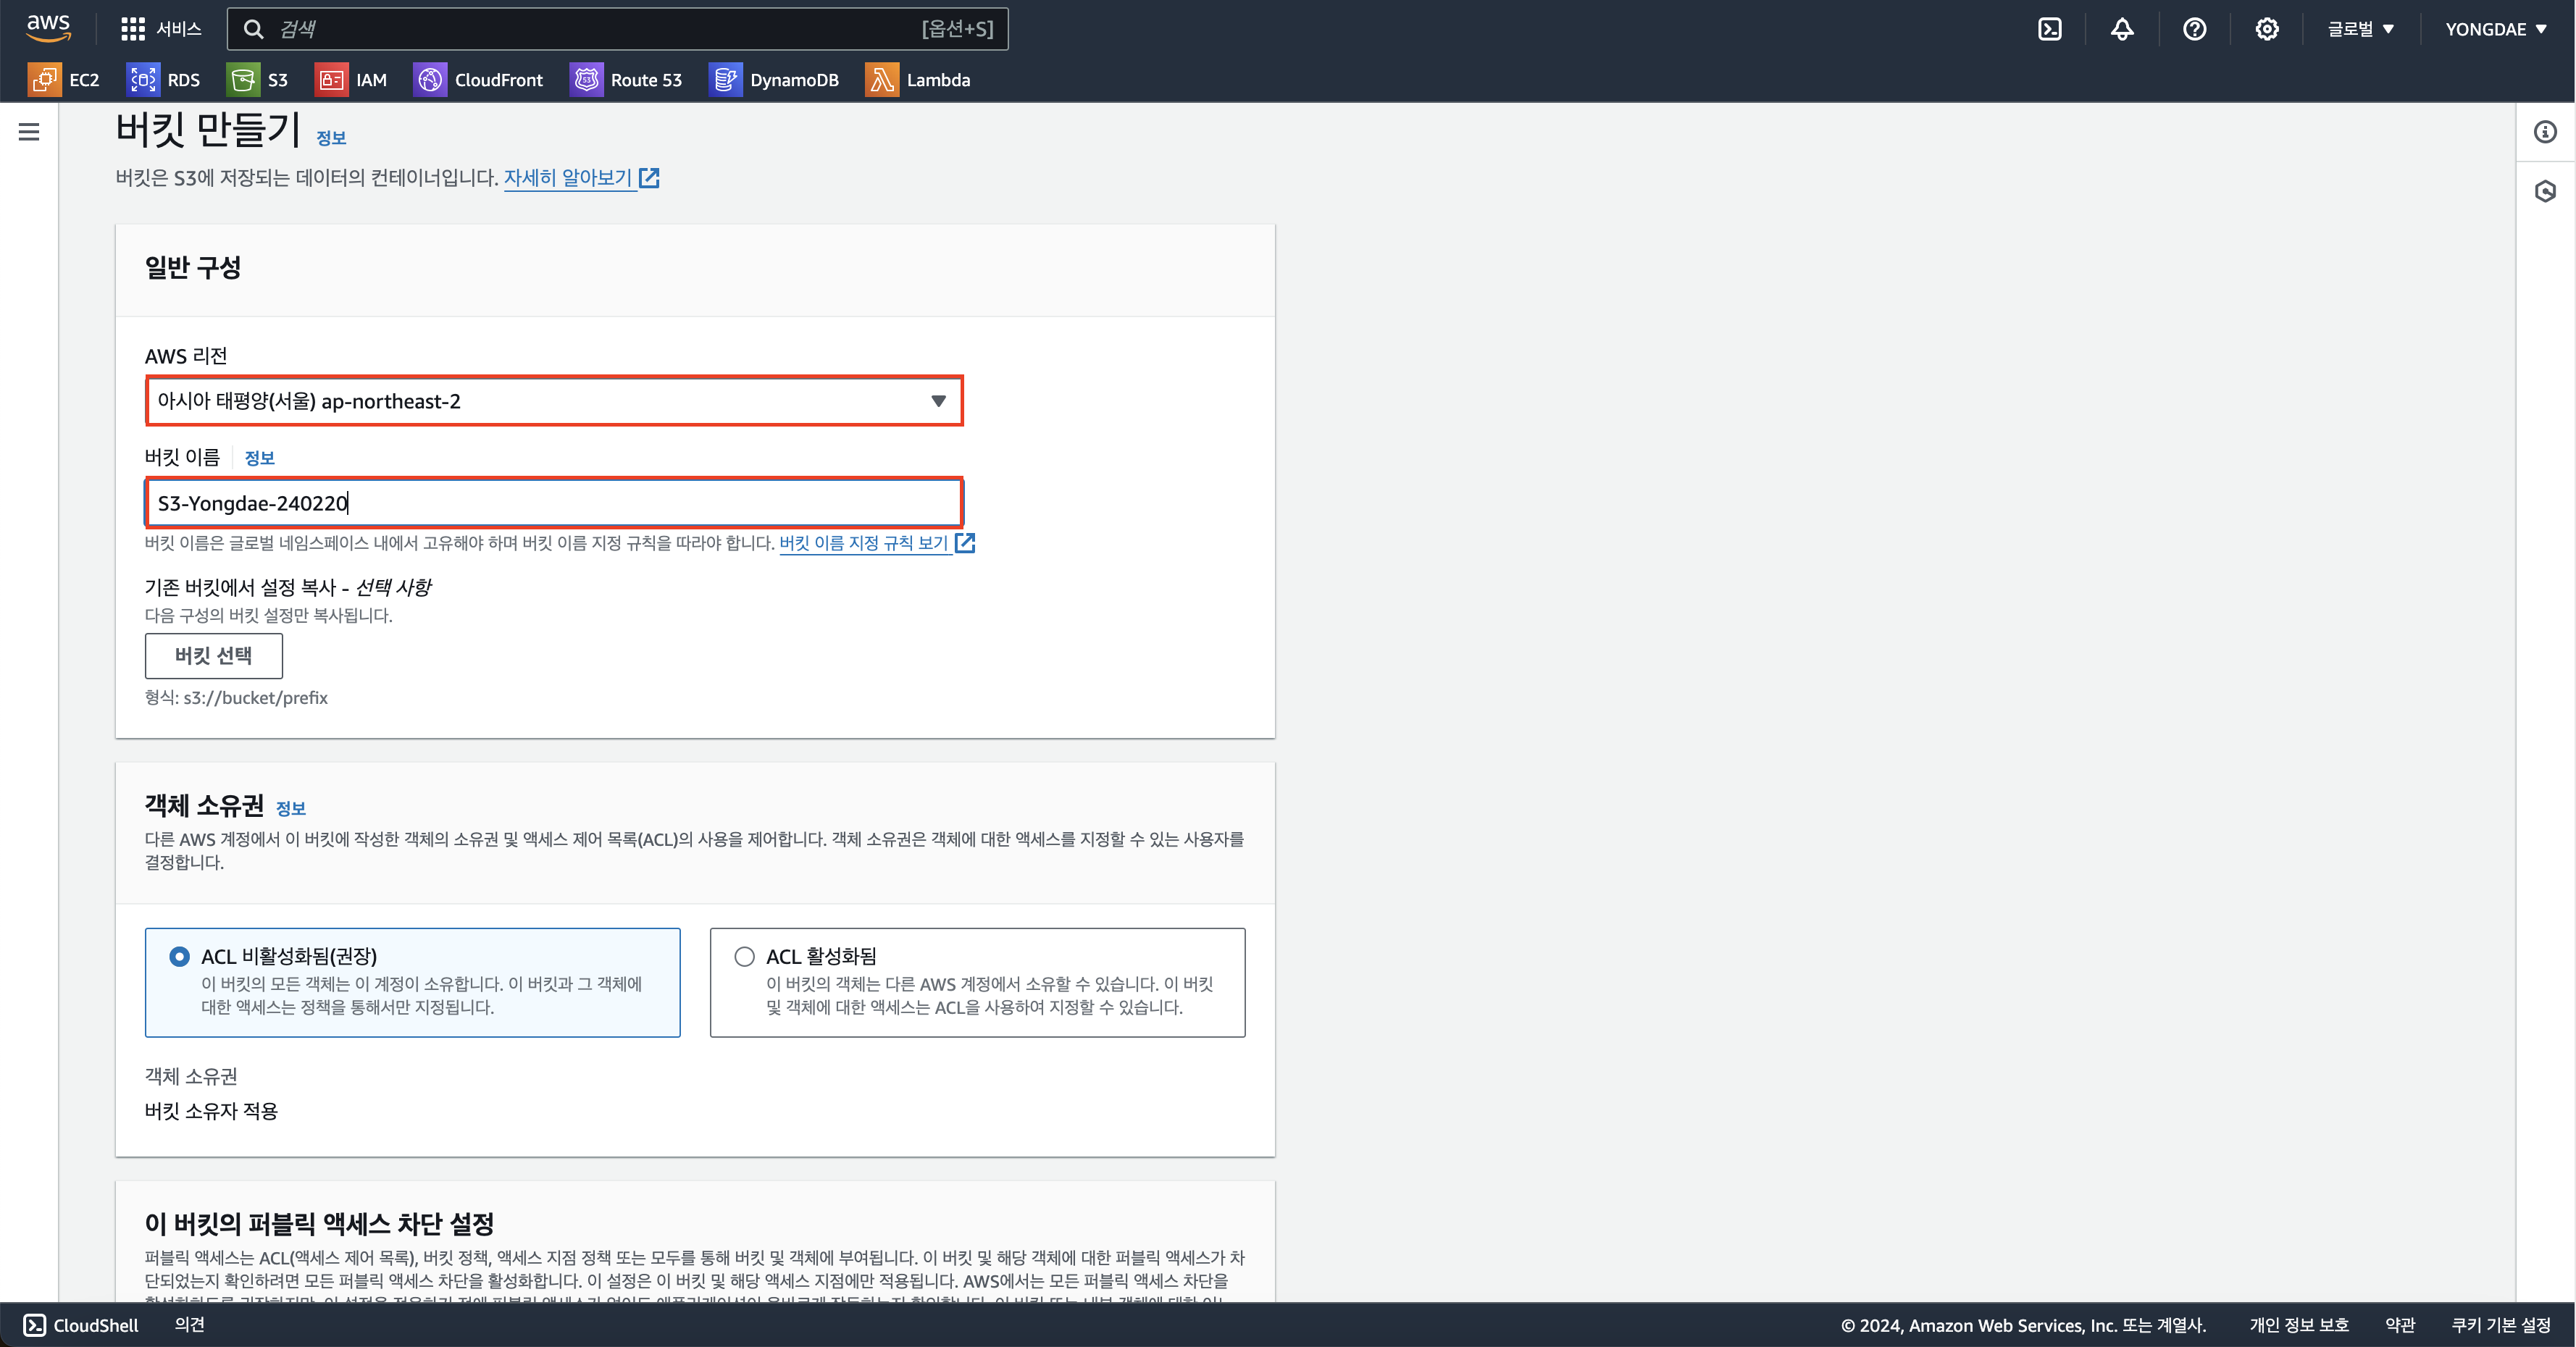 aws
서비스
검색
[옵션+S]
글로벌
YONGDAE
EC2
RDS
S3
IAM
CloudFront
Route 53
DynamoDB
Lambda
버킷 만들기 정보
버킷은 S3에 저장되는 데이터의 컨테이너입니다. 자세히 알아보기
일반 구성
AWS 리전
아시아 태평양(서울) ap-northeast-2
버킷 이름 정보
S3-Yongdae-240220
버킷 이름은 글로벌 네임스페이스 내에서 고유해야 하며 버킷 이름 지정 규칙을 따라야 합니다. 버킷 이름 지정 규칙 보기
기존 버킷에서 설정 복사 - 선택 사항
다음 구성의 버킷 설정만 복사됩니다.
버킷 선택
형식: s3://bucket/prefix
객체 소유권 정보
다른 AWS 계정에서 이 버킷에 작성한 객체의 소유권 및 액세스 제어 목록(ACL)의 사용을 제어합니다. 객체 소유권은 객체에 대한 액세스를 지정할 수 있는 사용자를
결정합니다.
ACL 비활성화됨(권장)
이 버킷의 모든 객체는 이 계정이 소유합니다. 이 버킷과 그 객체에
대한 액세스는 정책을 통해서만 지정됩니다.
ACL 활성화됨
이 버킷의 객체는 다른 AWS 계정에서 소유할 수 있습니다. 이 버킷
및 객체에 대한 액세스는 ACL을 사용하여 지정할 수 있습니다.
객체 소유권
버킷 소유자 적용
이 버킷의 퍼블릭 액세스 차단 설정
퍼블릭 액세스는 ACL(액세스 제어 목록), 버킷 정책, 액세스 지점 정책 또는 모두를 통해 버킷 및 객체에 부여됩니다. 이 버킷 및 해당 객체에 대한 퍼블릭 액세스가 차
단되었는지 확인하려면 모든 퍼블릭 액세스 차단을 활성화합니다. 이 설정은 이 버킷 및 해당 액세스 지점에만 적용됩니다. AWS에서는 모든 퍼블릭 액세스 차단을
CloudShell
의견
© 2024, Amazon Web Services, Inc. 또는 계열사.
개인 정보 보호
약관
쿠키 기본 설정